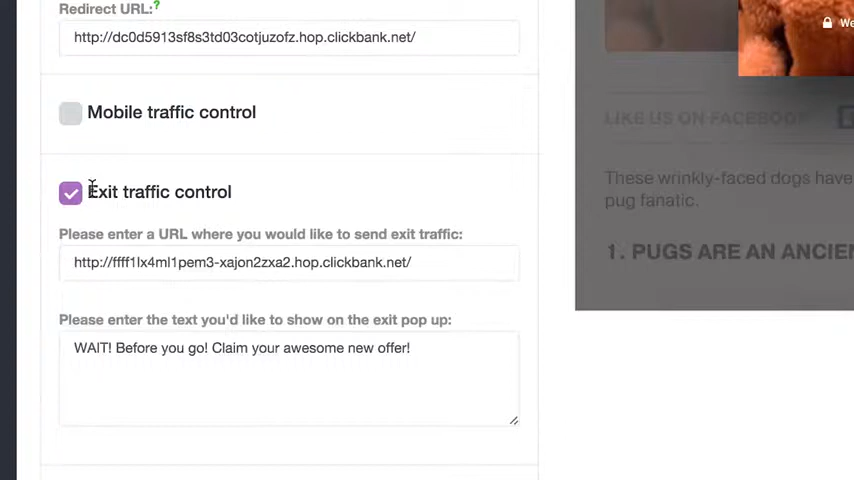 Redirect URL:?
http://dc0d5913sf8s3td03cotjuzofz.hop.clickbank.net/
Mobile traffic control
Exit traffic control
Please enter a URL where you would like to send exit traffic:
http://ffff1lx4ml1pem3-xajon2zxa2.hop.clickbank.net/
Please enter the text you'd like to show on the exit pop up:
WAIT! Before you go! Claim your awesome new offer!
We
LIKE US ON FACEBOOK
These wrinkly-faced dogs have
pug fanatic.
1. PUGS ARE AN ANCIEN